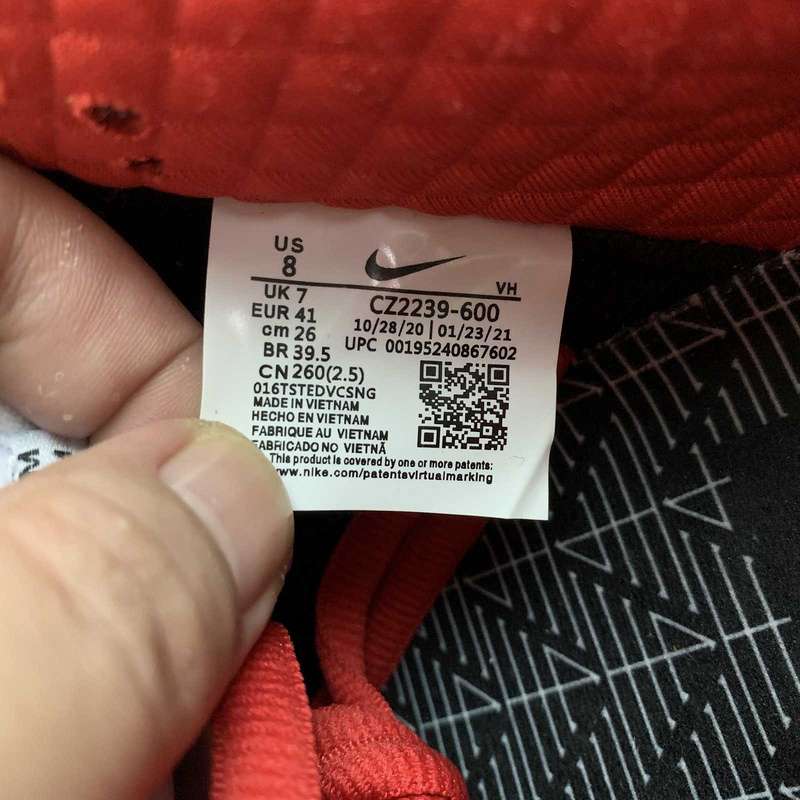 US
8
VH
UK 7
EUR 41
cm 26
BR 39.5
CN 260(2.5)
CZ2239-600
10/28/20 | 01/23/21
UPC 00195240867602
016TSTEDVCSNG
MADE IN VIETNAM
HECHO EN VIETNAM
FABRIQUE AU VIETNAM
FABRICADO NO VIETNÃ
This product is covered by one or more patents:
www.nike.com/patentsvirtualmarking